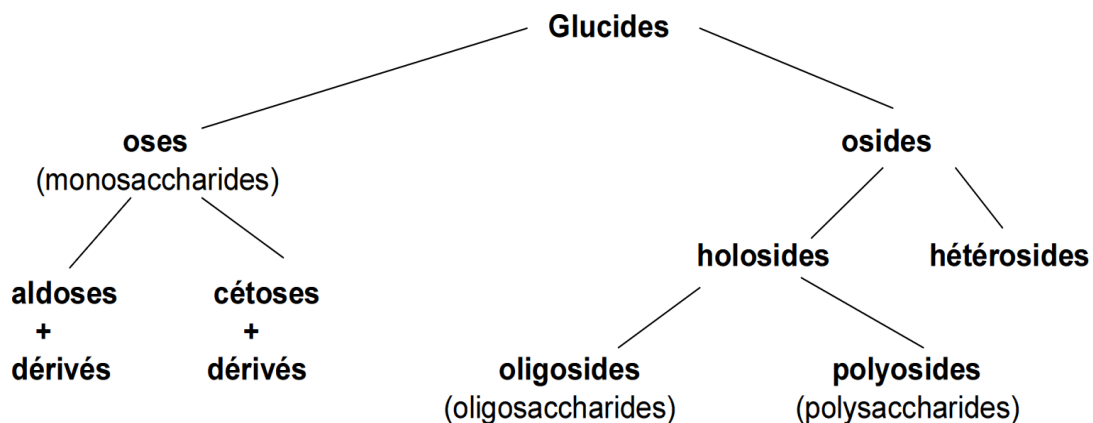 Glucides
oses
osides
(monosaccharides)
holosides
hétérosides
aldoses
cétoses
+
+
dérivés
dérivés
oligosides
polyosides
(oligosaccharides)
(polysaccharides)